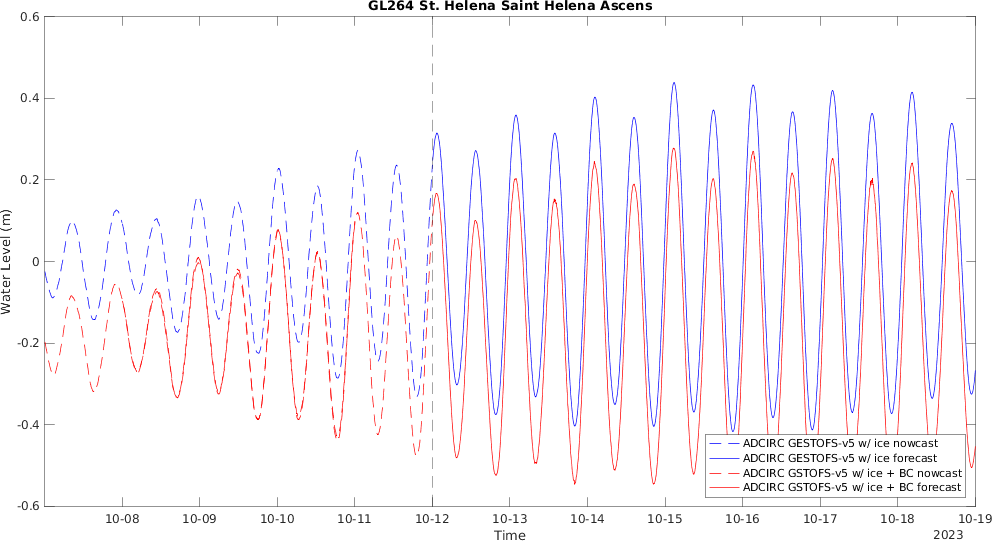 GL264 St. Helena Saint Helena Ascens
0.6
0.4
0.2
0
-0.2
-0.4
-0.6
Water Level (m)
ADCIRC GESTOFS-v5 w/ ice nowcast
ADCIRC GESTOFS-v5 w/ ice forecast
ADCIRC GSTOFS-v5 w/ ice + BC nowcast
ADCIRC GSTOFS-v5 w/ ice + BC forecast
10-08 10-09 10-10 10-11 10-12 10-13 10-14 10-15 10-16 10-17 10-18 10-19
Time
2023